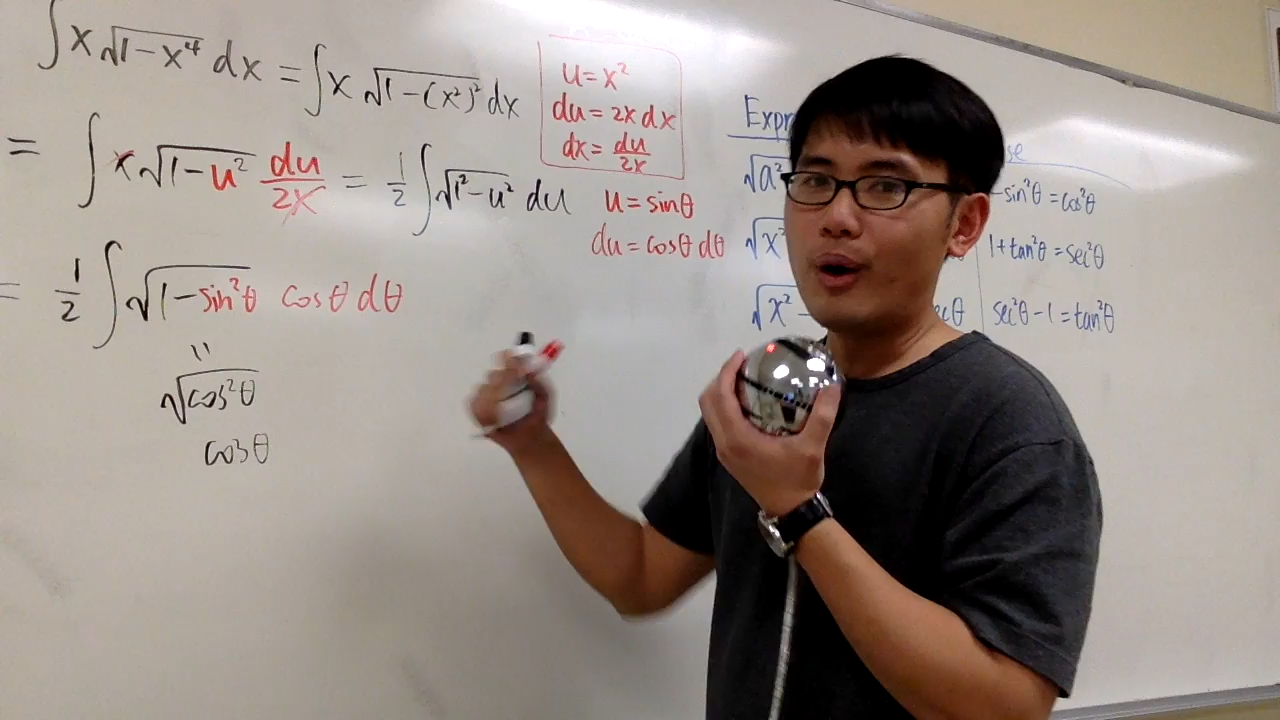 ∫ x √(1-x⁴) dx = ∫ x √(1-(x²)²) dx
= ∫ x √(1-u²) du/2x = 1/2 ∫ √(1²-u²) du
= 1/2 ∫ √(1-sin²θ) cosθ dθ
=
√(cos²θ)
cosθ
u = x²
du = 2x dx
dx = du/2x
u = sinθ
du = cosθ dθ
√a² -sin²θ = cos²θ
√x² 1+tan²θ = sec²θ
√x² - θ sec²θ - 1 = tan²θ